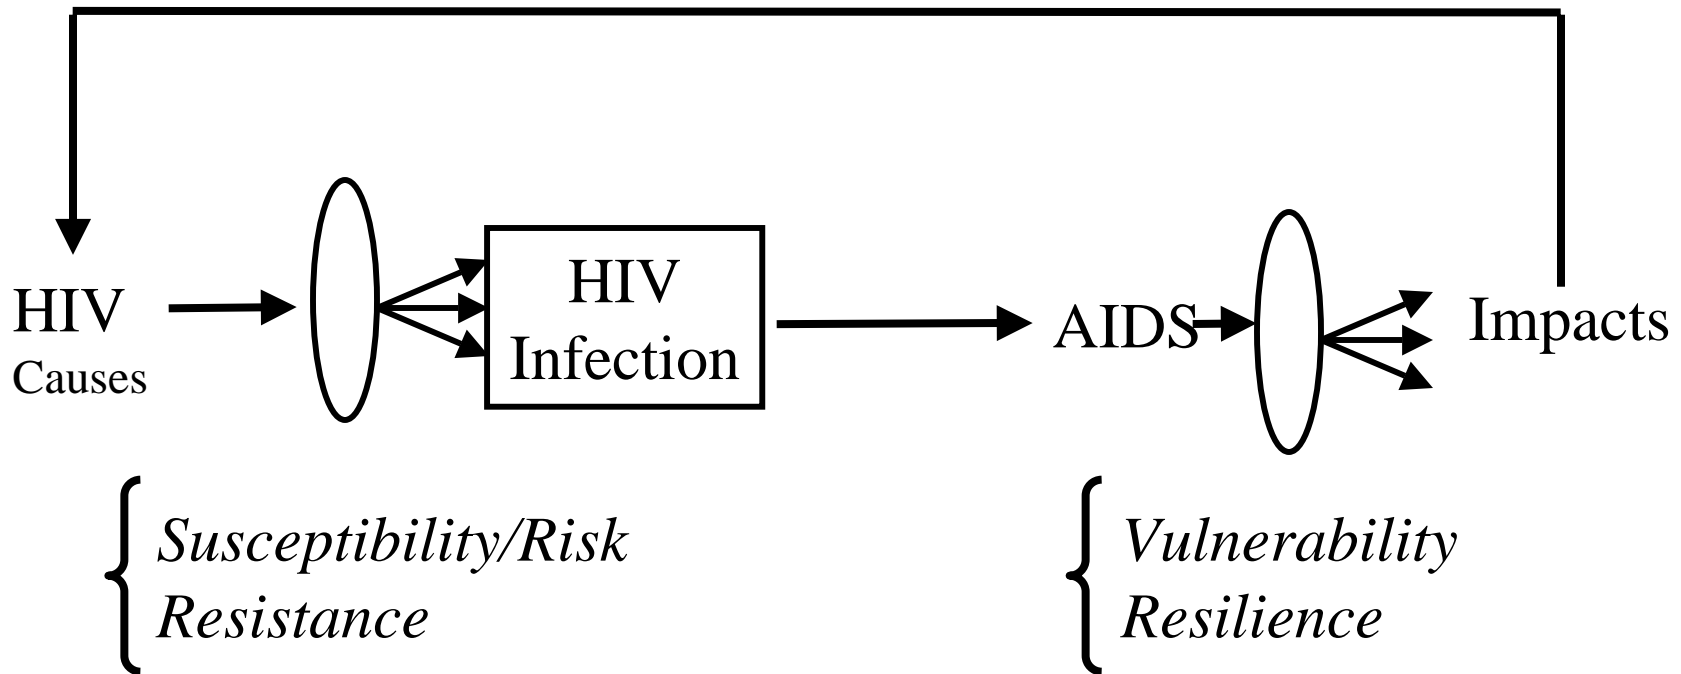 HIV
Causes
HIV
Infection
AIDS
Impacts
Susceptibility/Risk
Resistance
Vulnerability
Resilience